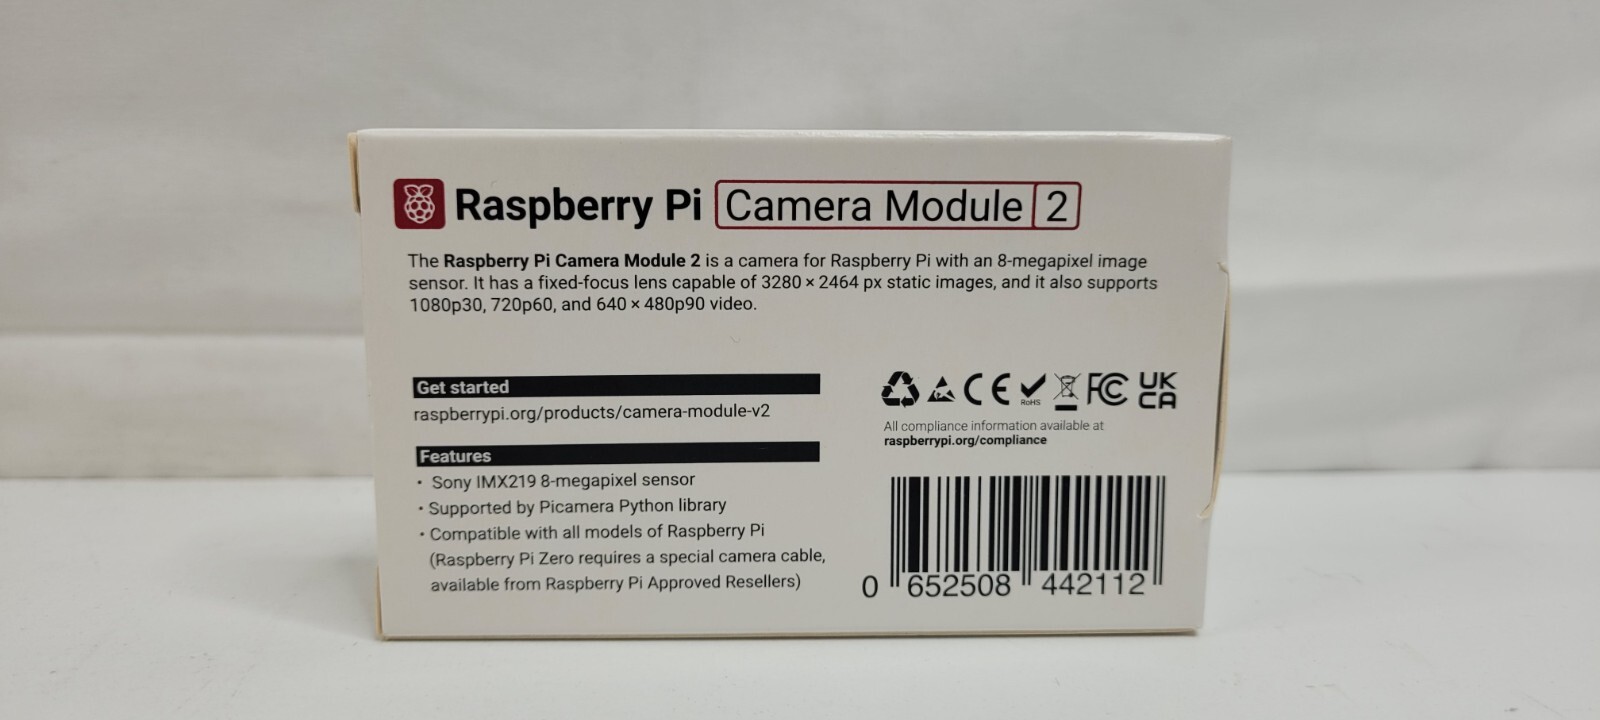 Raspberry Pi Camera Module 2
The Raspberry Pi Camera Module 2 is a camera for Raspberry Pi with an 8-megapixel image
sensor. It has a fixed-focus lens capable of 3280 × 2464 px static images, and it also supports
1080p30, 720p60, and 640 × 480p90 video.
Get started
raspberrypi.org/products/camera-module-v2
Features
• Sony IMX219 8-megapixel sensor
• Supported by Picamera Python library
• Compatible with all models of Raspberry Pi
(Raspberry Pi Zero requires a special camera cable,
available from Raspberry Pi Approved Resellers)
CE RoHS FC UK
CA
All compliance information available at
raspberrypi.org/compliance
0 652508 442112